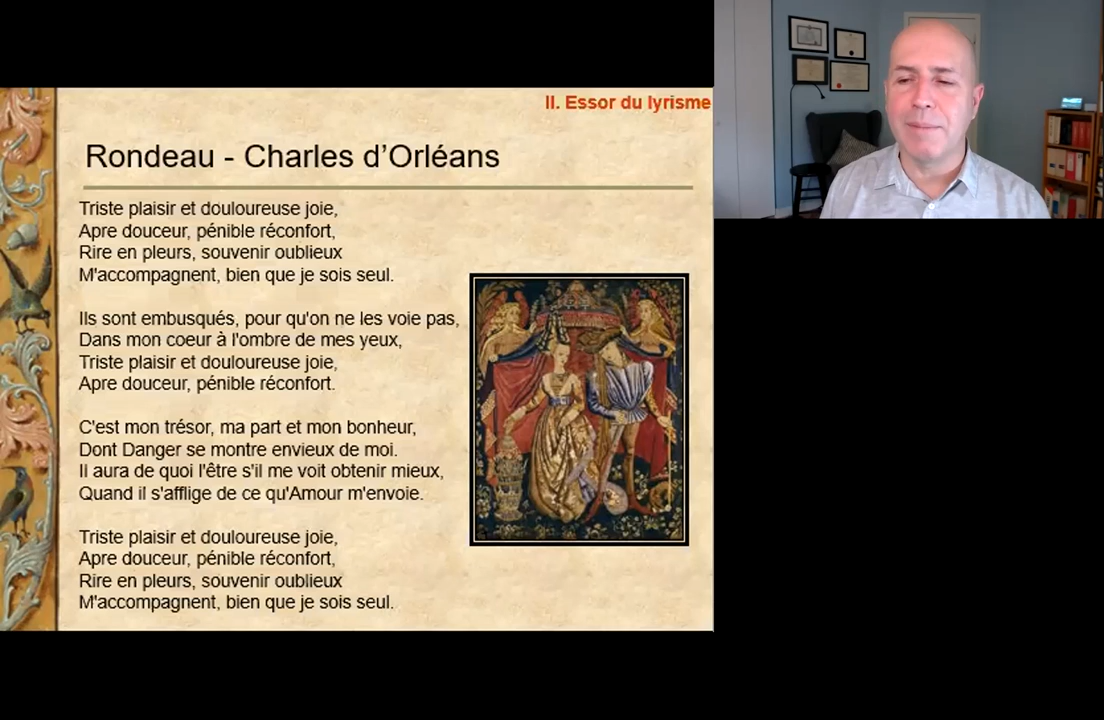 II. Essor du lyrisme
Rondeau - Charles d’Orléans
Triste plaisir et douloureuse joie,
Apre douceur, pénible réconfort,
Rire en pleurs, souvenir oublieux
M'accompagnent, bien que je sois seul.
Ils sont embusqués, pour qu'on ne les voie pas,
Dans mon coeur à l'ombre de mes yeux,
Triste plaisir et douloureuse joie,
Apre douceur, pénible réconfort.
C'est mon trésor, ma part et mon bonheur,
Dont Danger se montre envieux de moi.
Il aura de quoi l'être s'il me voit obtenir mieux,
Quand il s'afflige de ce qu'Amour m'envoie.
Triste plaisir et douloureuse joie,
Apre douceur, pénible réconfort,
Rire en pleurs, souvenir oublieux
M'accompagnent, bien que je sois seul.